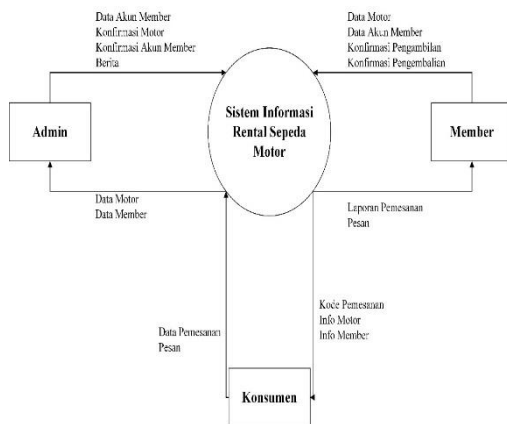 Data Akun Member
Konfirmasi Motor
Konfirmasi Akun Member
Berita
Data Motor
Data Akun Member
Konfirmasi Pengambilan
Konfirmasi Pengembalian
Admin
Sistem Informasi
Rental Sepeda
Motor
Member
Data Motor
Data Member
Laporan Pemesanan
Pesan
Data Pemesanan
Pesan
Kode Pemesanan
Info Motor
Info Member
Konsumen